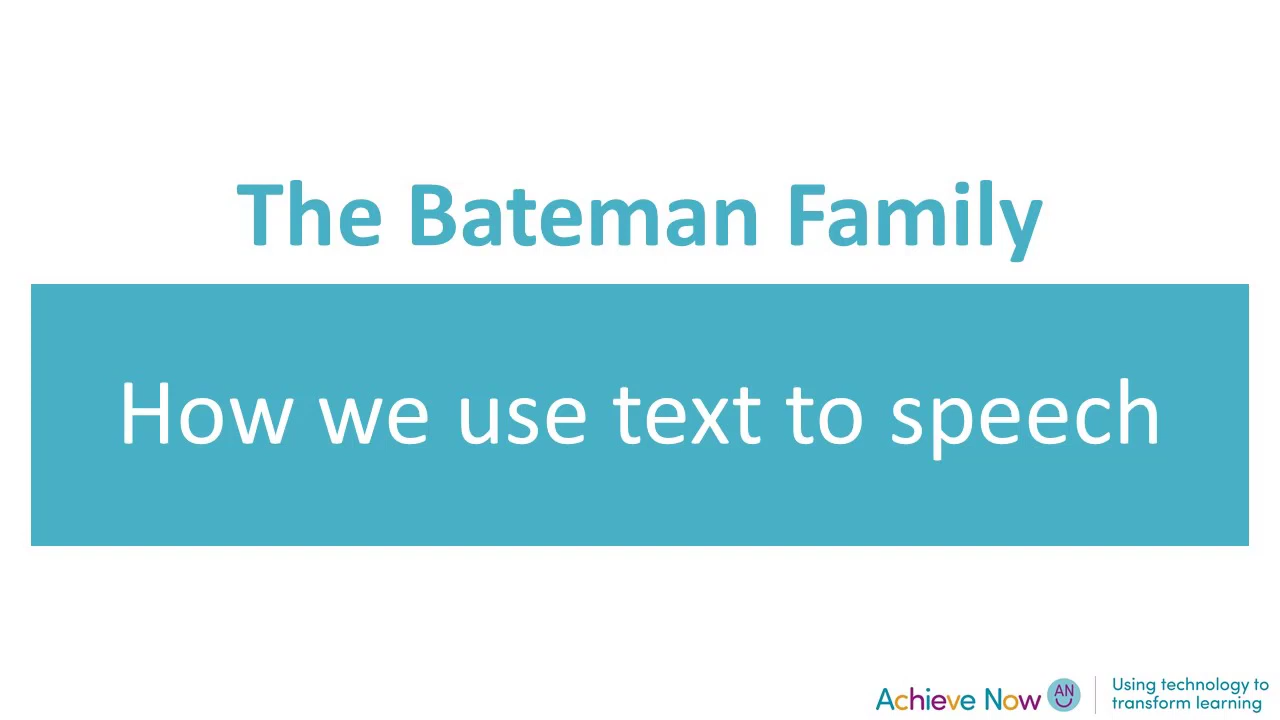 The Bateman Family
How we use text to speech
Achieve Now
AN
Using technology to
transform learning